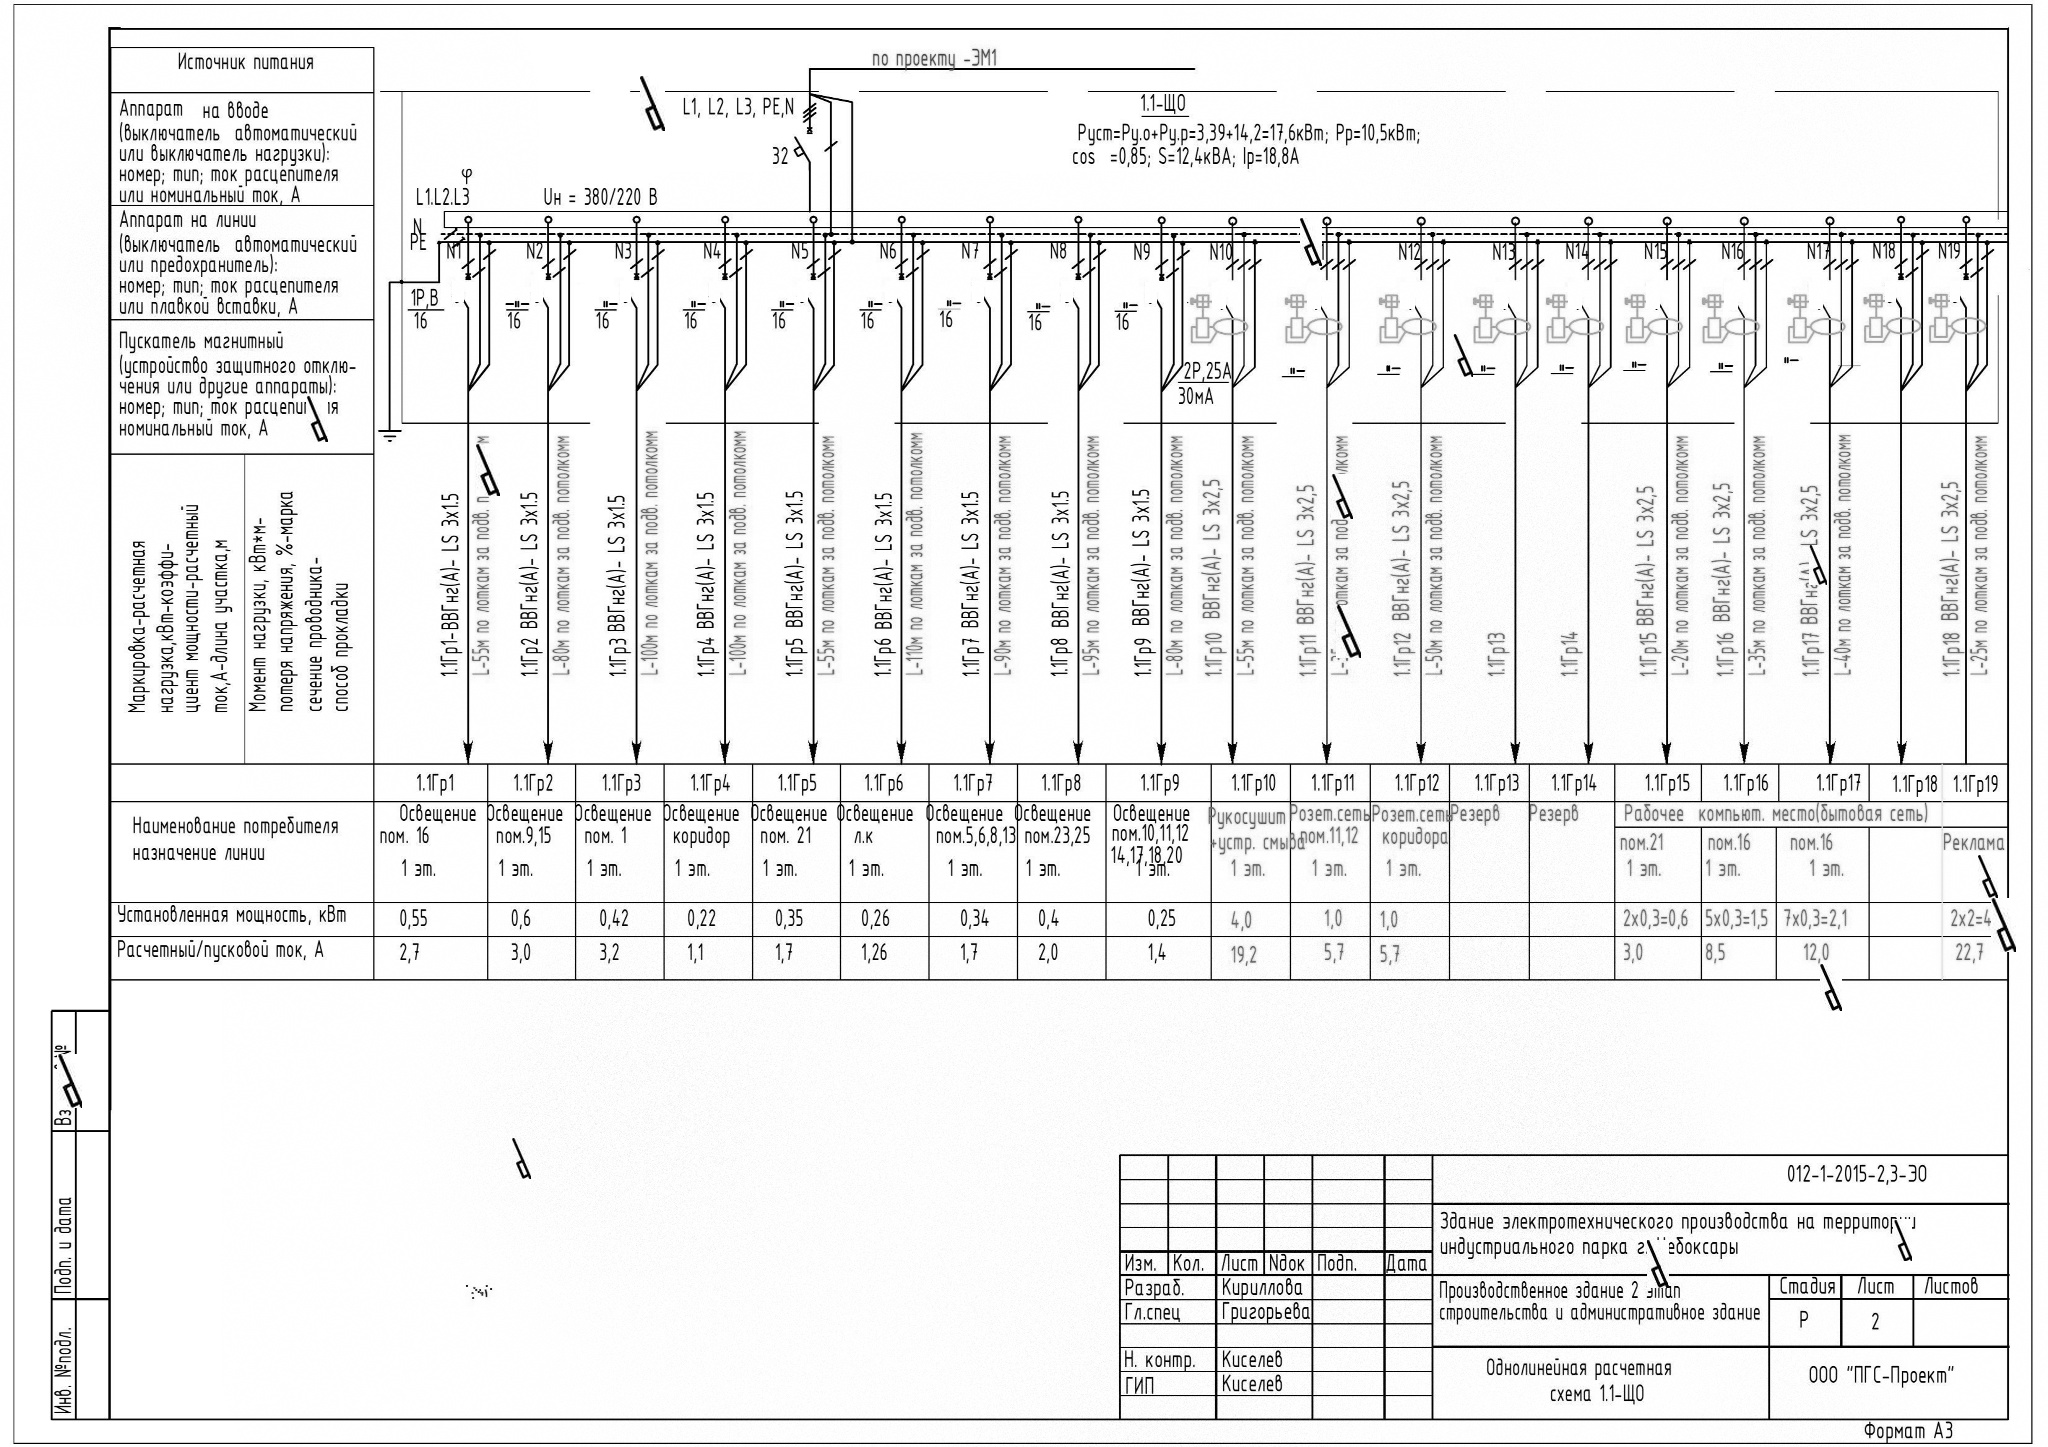 Источник питания
Аппарат на вводе
(выключатель автоматический
или выключатель нагрузки):
номер; тип; ток расцепителя
или номинальный ток, А
Аппарат на линии
(выключатель автоматический
или предохранитель):
номер; тип; ток расцепителя
или плавкой вставки, А
Пускатель магнитный
(устройство защитного отклю-
чения или другие аппараты):
номер; тип; ток
номинальный ток, А
Маркировка-расчетная
нагрузка,кВт-коэффи-
циент мощности-расчетный
ток,А-длина участка,м
Момент нагрузки, кВт*м-
потеря напряжения, %-марка
сечение проводника-
способ прокладки
по проекту -ЭМ1
L1, L2, L3, PE,N
32
1.1-ЩО
Руст=Ру.о+Ру.р=3,39+14,2=17,6кВт; Рр=10,5кВт;
cos =0,85; S=12,4кВА; Iр=18,8А
φ
L1.L2.L3
Uн = 380/220 В
N
PE
N1 N2 N3 N4 N5 N6 N7 N8 N9 N10 N12 N13 N14 N15 N16 N17 N18 N19
1Р,В
16
-"-
16
-"-
16
-"-
16
-"-
16
-"-
16
-"-
16
-"-
16
-"-
16
2Р,25А
30мА
-"- -"- -"- -"- -"- -"- -"-
1.1Гр1-ВВГнг(А)- LS 3х1.5
L-55м по лоткам за подв.
1.1Гр2 ВВГнг(А)- LS 3х1.5
L-80м по лоткам за подв. потолкомм
1.1Гр3 ВВГнг(А)- LS 3х1.5
L-100м по лоткам за подв. потолкомм
1.1Гр4 ВВГнг(А)- LS 3х1.5
L-100м по лоткам за подв. потолкомм
1.1Гр5 ВВГнг(А)- LS 3х1.5
L-55м по лоткам за подв. потолкомм
1.1Гр6 ВВГнг(А)- LS 3х1.5
L-110м по лоткам за подв. потолкомм
1.1Гр7 ВВГнг(А)- LS 3х1.5
L-90м по лоткам за подв. потолкомм
1.1Гр8 ВВГнг(А)- LS 3х1.5
L-95м по лоткам за подв. потолкомм
1.1Гр9 ВВГнг(А)- LS 3х1.5
L-80м по лоткам за подв. потолкомм
1.1Гр10 ВВГнг(А)- LS 3х2,5
L-55м по лоткам за подв. потолкомм
1.1Гр11 ВВГнг(А)- LS 3х2,5
за
1.1Гр12 ВВГнг(А)- LS 3х2,5
L-50м по лоткам за подв. потолкомм
1.1Гр13
1.1Гр14
1.1Гр15 ВВГнг(А)- LS 3х2,5
L-20м по лоткам за подв. потолкомм
1.1Гр16 ВВГнг(А)- LS 3х2,5
L-35м по лоткам за подв. потолкомм
1.1Гр17 LS 3х2,5
L-40м по лоткам за подв. потолкомм
1.1Гр18 ВВГнг(А)- LS 3х2,5
L-25м по лоткам за подв. потолкомм
1.1Гр1 1.1Гр2 1.1Гр3 1.1Гр4 1.1Гр5 1.1Гр6 1.1Гр7 1.1Гр8 1.1Гр9 1.1Гр10 1.1Гр11 1.1Гр12 1.1Гр13 1.1Гр14 1.1Гр15 1.1Гр16 1.1Гр17 1.1Гр18 1.1Гр19
Наименование потребителя
назначение линии
Освещение
пом. 16
1 эт.
Освещение
пом.9,15
1 эт.
Освещение
пом. 1
1 эт.
Освещение
коридор
1 эт.
Освещение
пом. 21
1 эт.
Освещение
л.к
1 эт.
Освещение
пом.5,6,8,13
1 эт.
Освещение
пом.23,25
1 эт.
Освещение
пом.10,11,12
14,17,18,20
1 эт.
Рукосушит
+устр. смыва
1 эт.
Розет.сеть
пом.11,12
1 эт.
Розет.сеть
коридора
1 эт.
Резерв
Резерв
Рабочее компьют. место(бытовая сеть)
пом.21
1 эт.
пом.16
1 эт.
пом.16
1 эт.
Реклама
Установленная мощность, кВт 0,55 0,6 0,42 0,22 0,35 0,26 0,34 0,4 0,25 4,0 1,0 1,0 2х0,3=0,6 5х0,3=1,5 7х0,3=2,1 2х2=4
Расчетный/пусковой ток, А 2,7 3,0 3,2 1,1 1,7 1,26 1,7 2,0 1,4 19,2 5,7 5,7 3,0 8,5 12,0 22,7
Подп. и дата
Инв. №подл.
012-1-2015-2,3-ЭО
Здание электротехнического производства на территории
индустриального парка г.
Производственное здание 2 этап
строительства и административное здание
Изм. Кол. Лист Nдок Подп. Дата
Разраб. Кириллова
Гл.спец Григорьева
Н. контр. Киселев
ГИП Киселев
Стадия Лист Листов
Р 2
Однолинейная расчетная
схема 1.1-ЩО
ООО "ПГС-Проект"
Формат А3